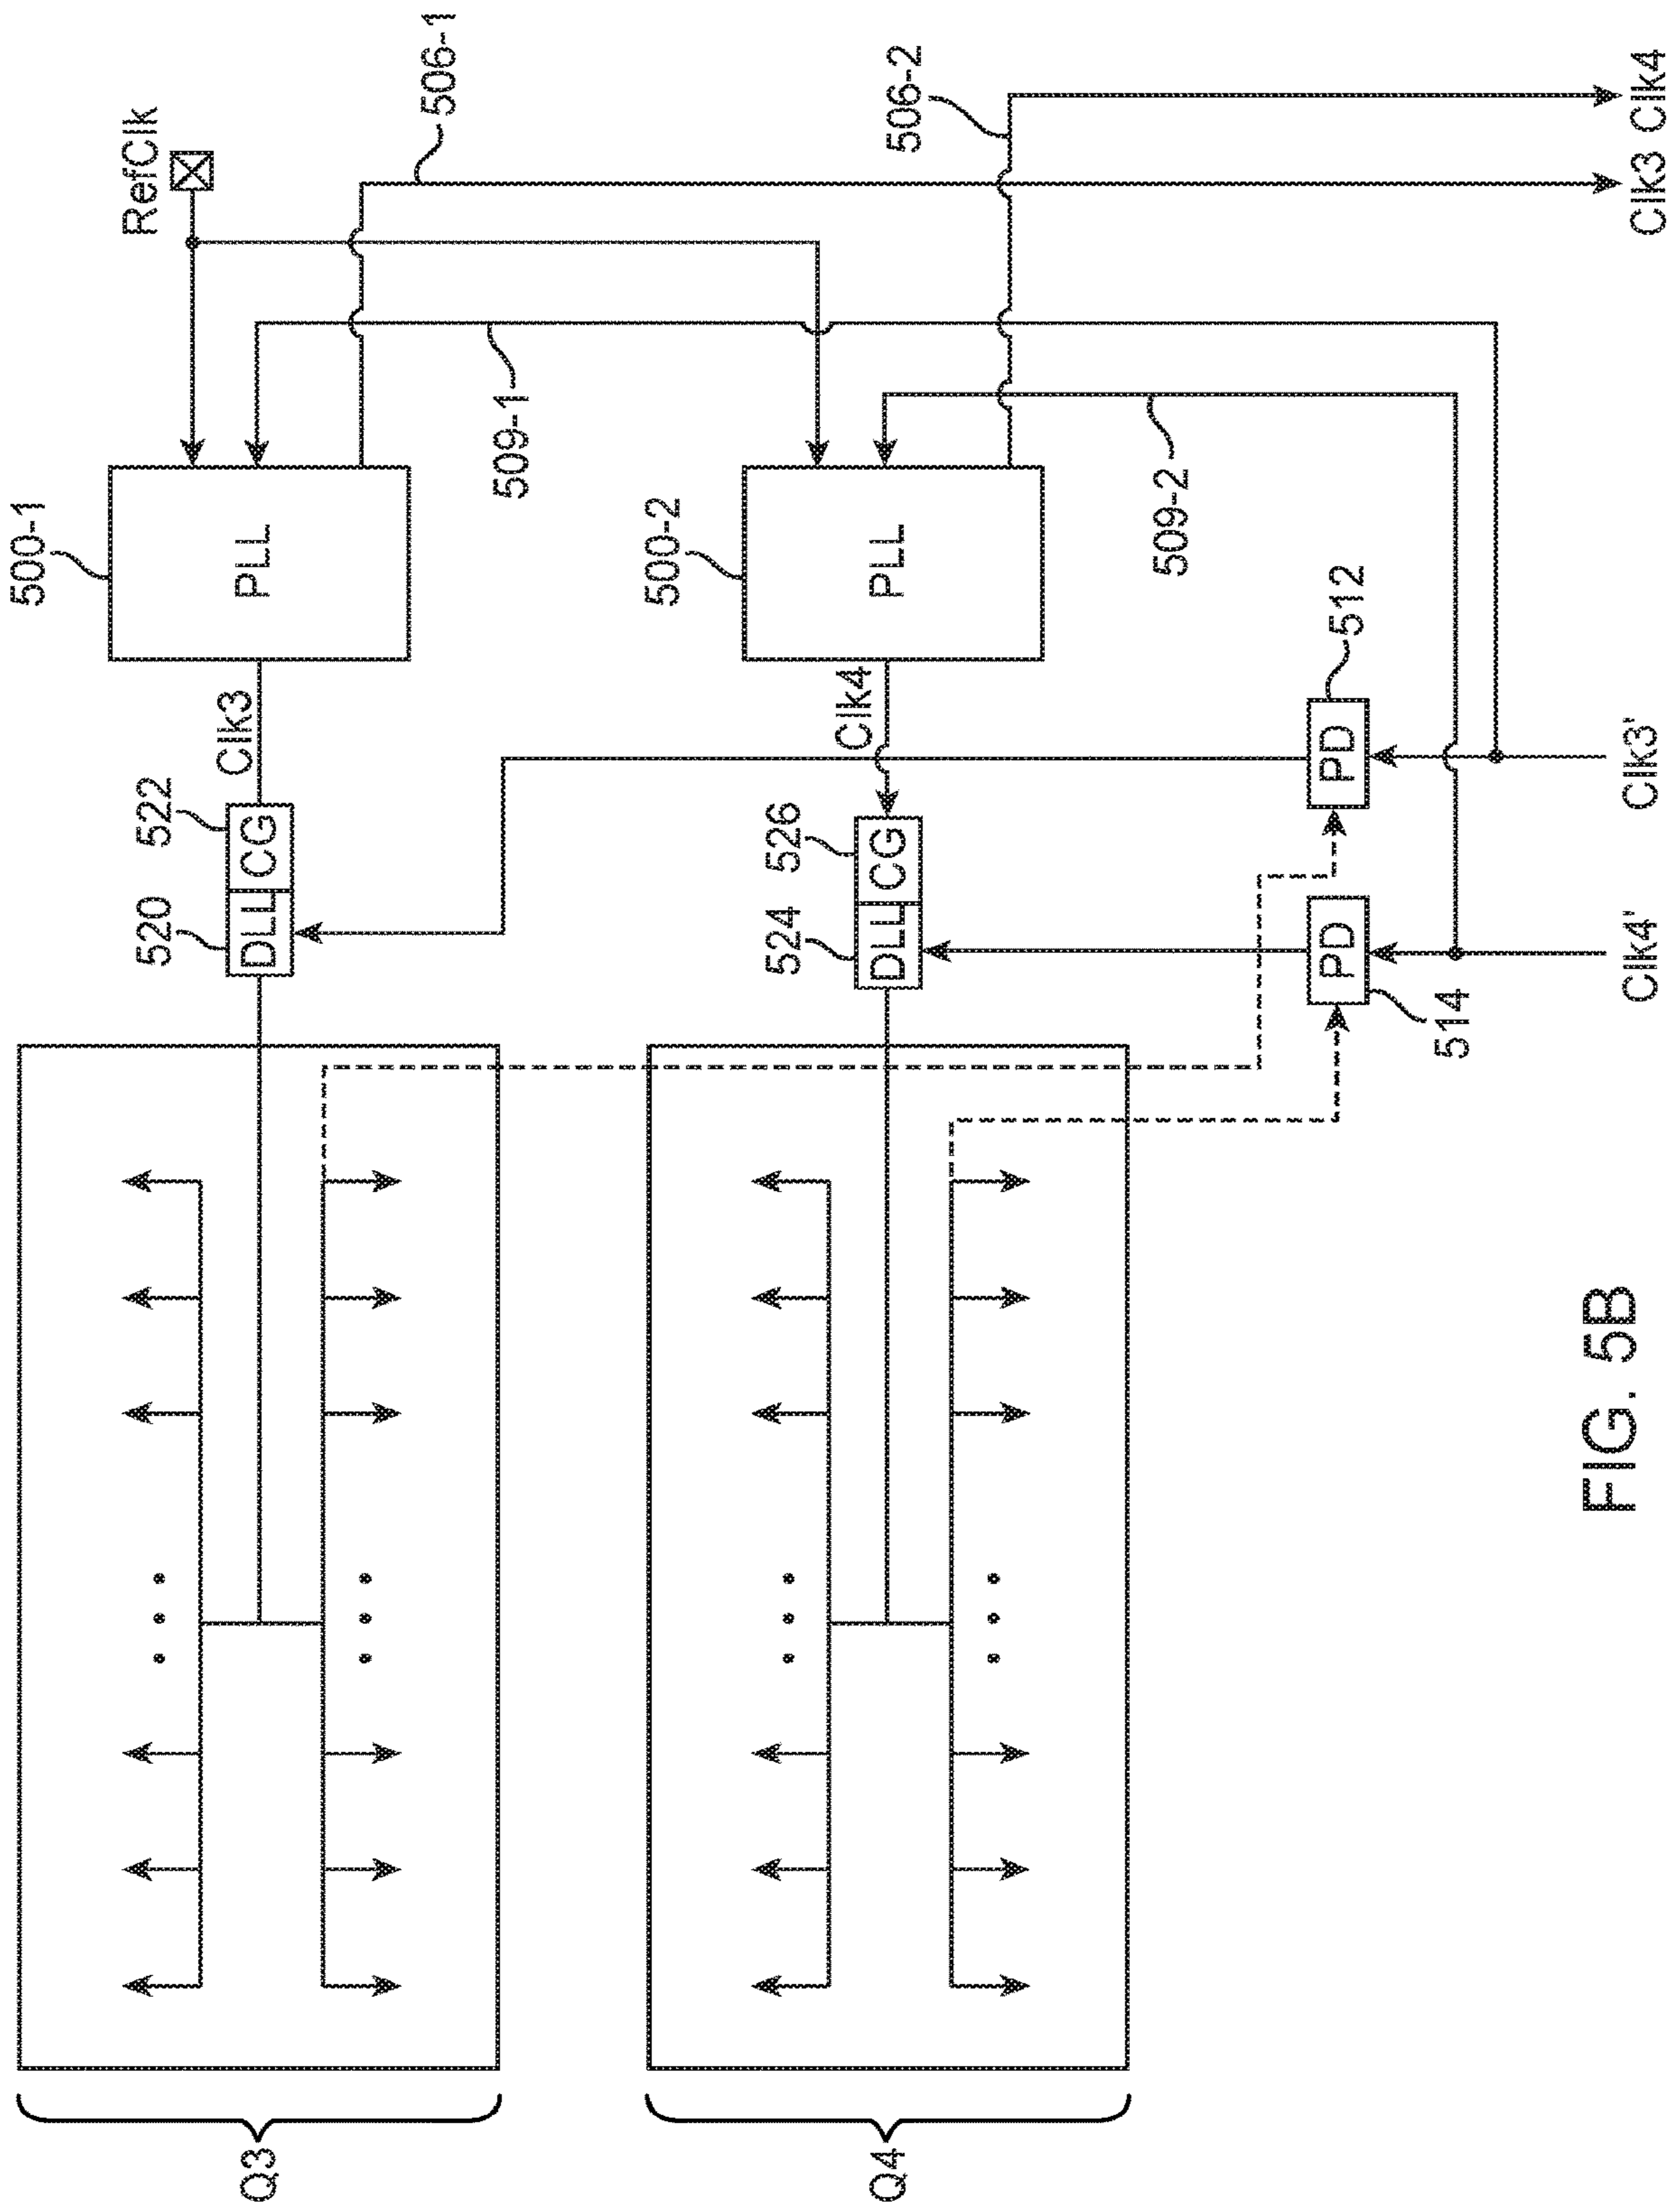 RefClk
506-1
500-1
PLL
509-1
Clk3
522
520
DLL
CG
Q3
506-2
500-2
PLL
509-2
Clk4
526
524
DLL
CG
Q4
512
PD
514
PD
Clk3'
Clk4'
Clk3
Clk4
FIG. 5B